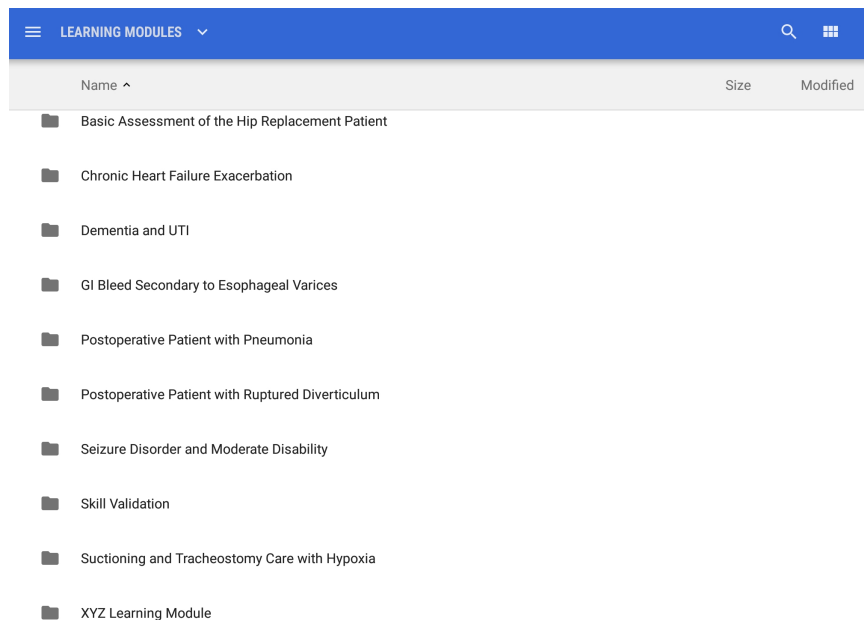 LEARNING MODULES
Name Size Modified
Basic Assessment of the Hip Replacement Patient
Chronic Heart Failure Exacerbation
Dementia and UTI
GI Bleed Secondary to Esophageal Varices
Postoperative Patient with Pneumonia
Postoperative Patient with Ruptured Diverticulum
Seizure Disorder and Moderate Disability
Skill Validation
Suctioning and Tracheostomy Care with Hypoxia
XYZ Learning Module